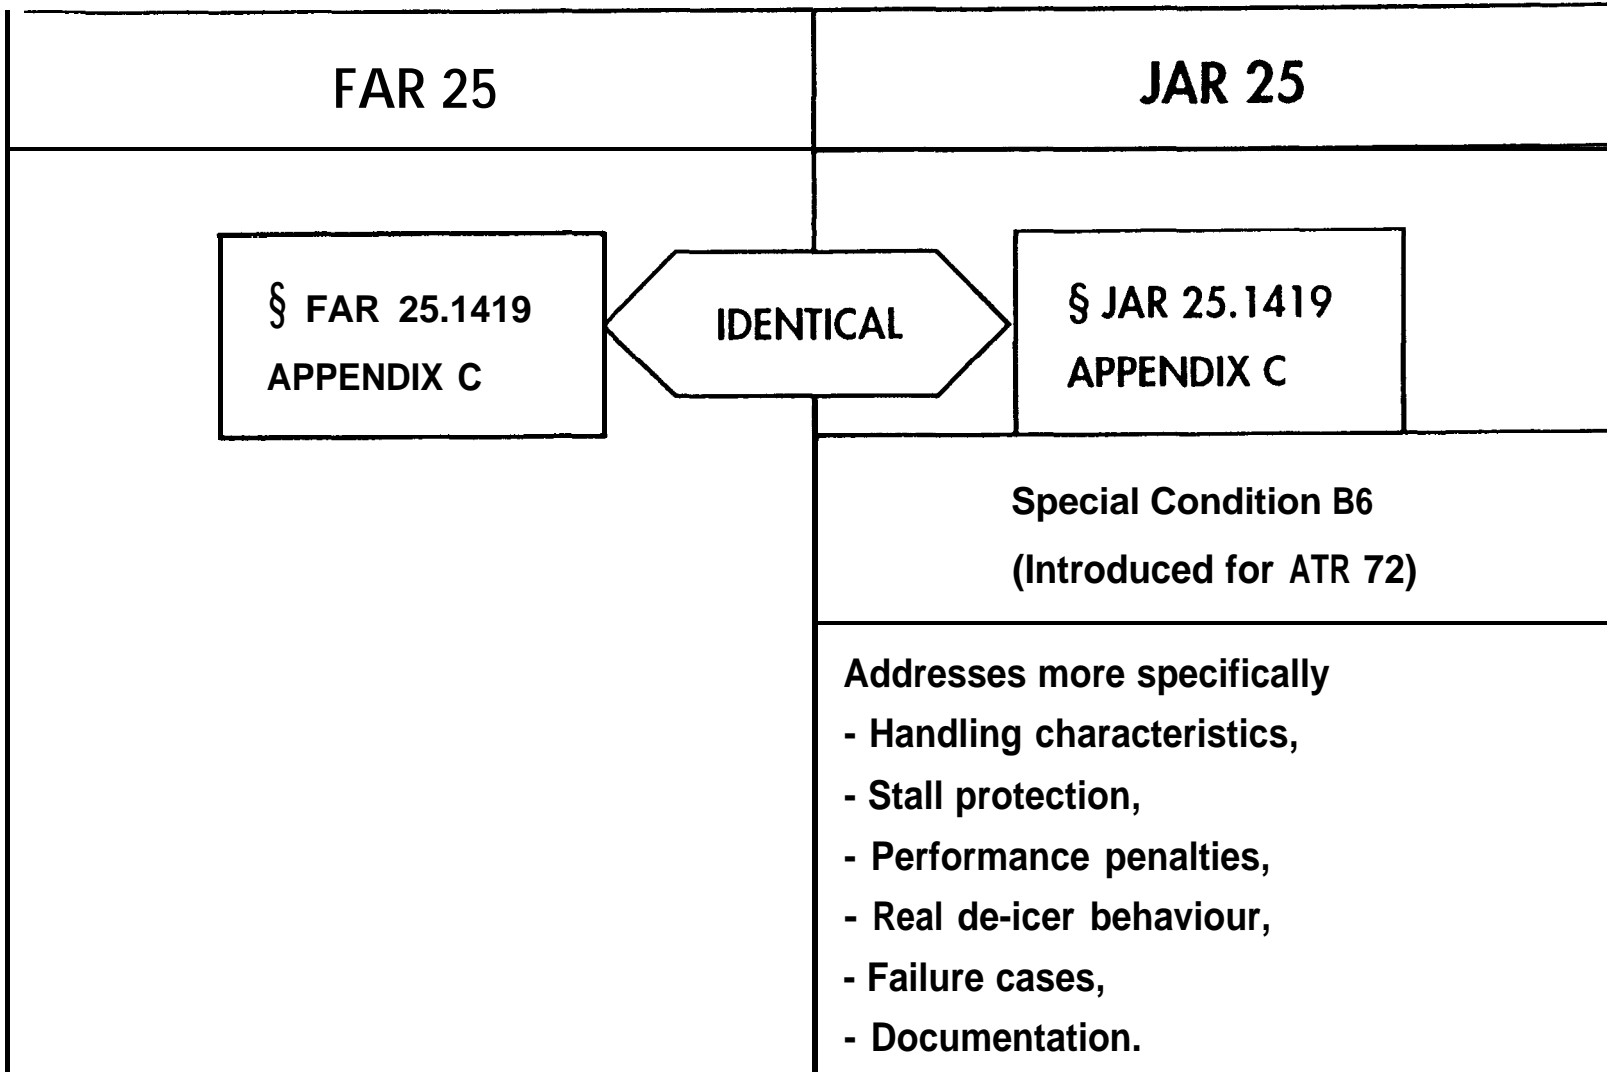 FAR 25
JAR 25
§ FAR 25.1419
APPENDIX C
IDENTICAL
§ JAR 25.1419
APPENDIX C
Special Condition B6
(Introduced for ATR 72)
Addresses more specifically
- Handling characteristics,
- Stall protection,
- Performance penalties,
- Real de-icer behaviour,
- Failure cases,
- Documentation.